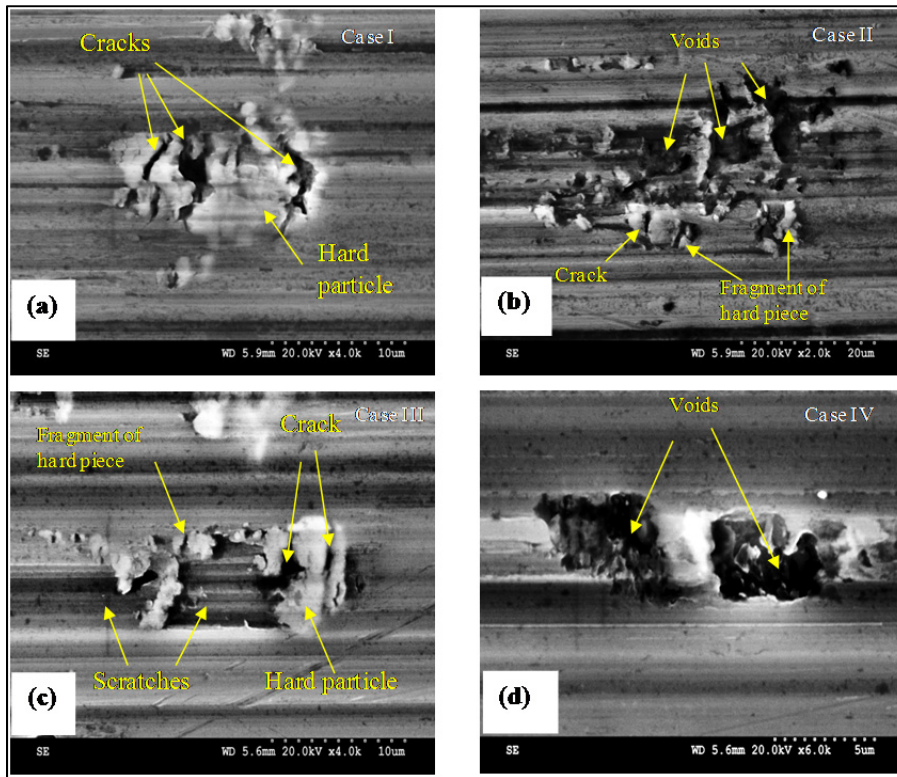 Case I
Cracks
Hard
particle
(a)
SE
WD 5.9mm 20.0kV x4.0k 10um
Case II
Voids
Crack
Fragment of
hard piece
(b)
SE
WD 5.9mm 20.0kV x2.0k 20um
Case III
Crack
Fragment of
hard piece
Scratches
Hard particle
(c)
SE
WD 5.6mm 20.0kV x4.0k 10um
Case IV
Voids
(d)
SE
WD 5.6mm 20.0kV x6.0k 5um